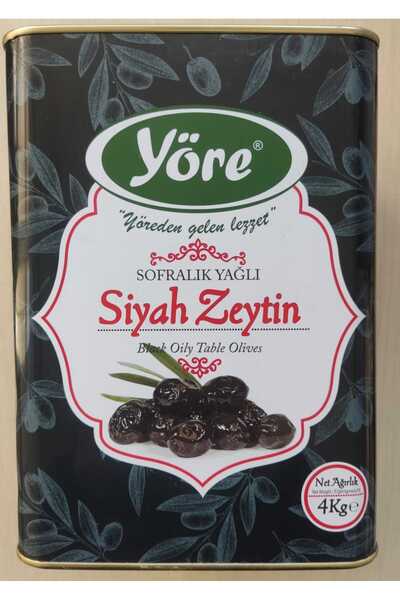 Yöre®
"Yöreden gelen lezzet"
SOFRALIK YAĞLI
Siyah Zeytin
Black Oily Table Olives
Net Ağırlık
4Kg e